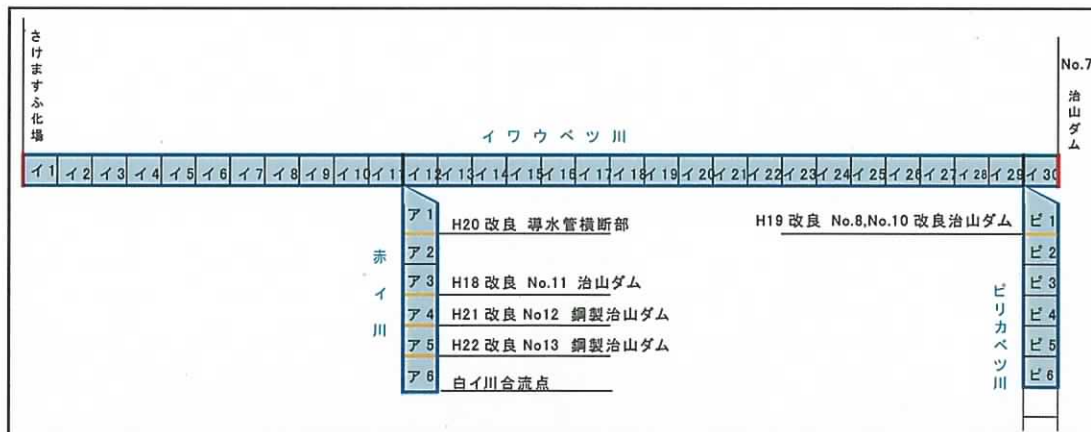 さけますふ化場
No.7
治山ダム
イワウベツ川
イ1 イ2 イ3 イ4 イ5 イ6 イ7 イ8 イ9 イ10 イ11 イ12 イ13 イ14 イ15 イ16 イ17 イ18 イ19 イ20 イ21 イ22 イ23 イ24 イ25 イ26 イ27 イ28 イ29 イ30
赤イ川
ア1
H20 改良 導水管横断部
ア2
ア3
H18 改良 No.11 治山ダム
ア4
H21 改良 No12 鋼製治山ダム
ア5
H22 改良 No13 鋼製治山ダム
ア6
白イ川合流点
H19 改良 No.8,No.10 改良治山ダム
ピリカベツ川
ピ1
ピ2
ピ3
ピ4
ピ5
ピ6